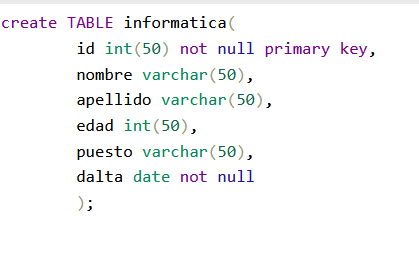 create TABLE informatica(
id int(50) not null primary key,
nombre varchar(50),
apellido varchar(50),
edad int(50),
puesto varchar(50),
dalta date not null
);